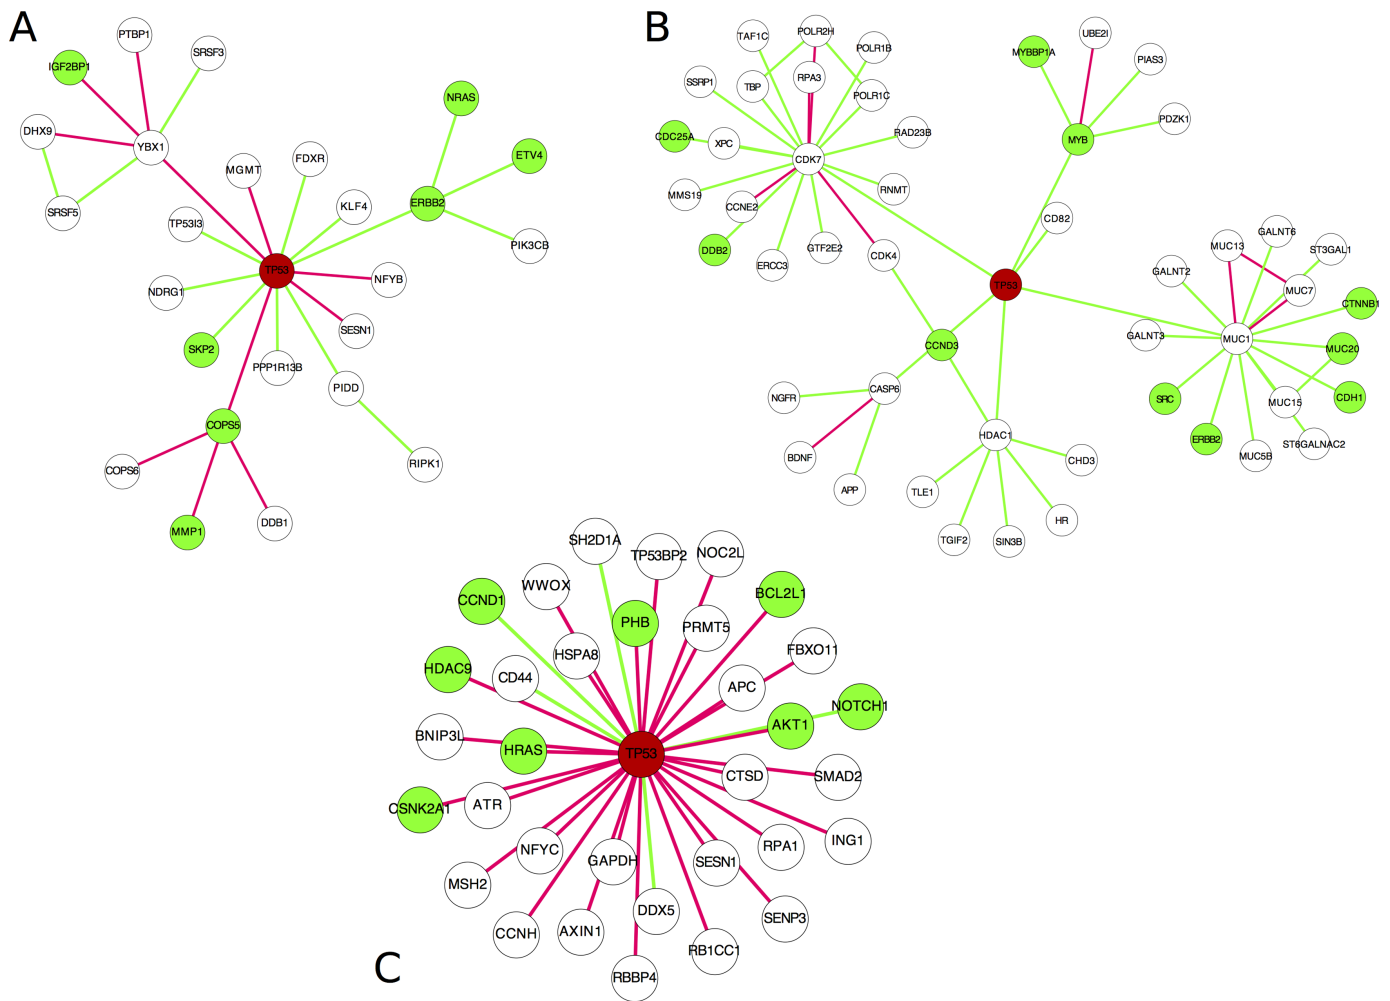 A
PTBP1
SRSF3
IGF2BP1
DHX9
YBX1
SRSF5
NRAS
ETV4
ERBB2
PIK3CB
MGMT
FDXR
KLF4
TP53I3
TP53
NFYB
NDRG1
SESN1
SKP2
PPP1R13B
PIDD
COPS5
RIPK1
COPS6
MMP1
DDB1
B
TAF1C
POLR2H
POLR1B
SSRP1
TBP
RPA3
POLR1C
CDC25A
XPC
CDK7
RAD23B
MMS19
CCNE2
RNMT
DDB2
ERCC3
GTF2E2
CDK4
MYBBP1A
UBE2I
PIAS3
MYB
PDZK1
CD82
TP53
GALNT6
MUC13
ST3GAL1
GALNT2
MUC7
CTNNB1
GALNT3
MUC1
MUC20
SRC
MUC15
CDH1
ERBB2
MUC5B
ST6GALNAC2
CCND3
NGFR
CASP6
BDNF
APP
HDAC1
CHD3
TLE1
HR
TGIF2
SIN3B
C
SH2D1A
TP53BP2
NOC2L
WWOX
CCND1
BCL2L1
PHB
PRMT5
HSPA8
FBXO11
HDAC9
CD44
APC
NOTCH1
AKT1
BNIP3L
HRAS
TP53
CTSD
SMAD2
CSNK2A1
ATR
NFYC
GAPDH
SESN1
RPA1
ING1
MSH2
DDX5
SENP3
CCNH
AXIN1
RB1CC1
RBBP4